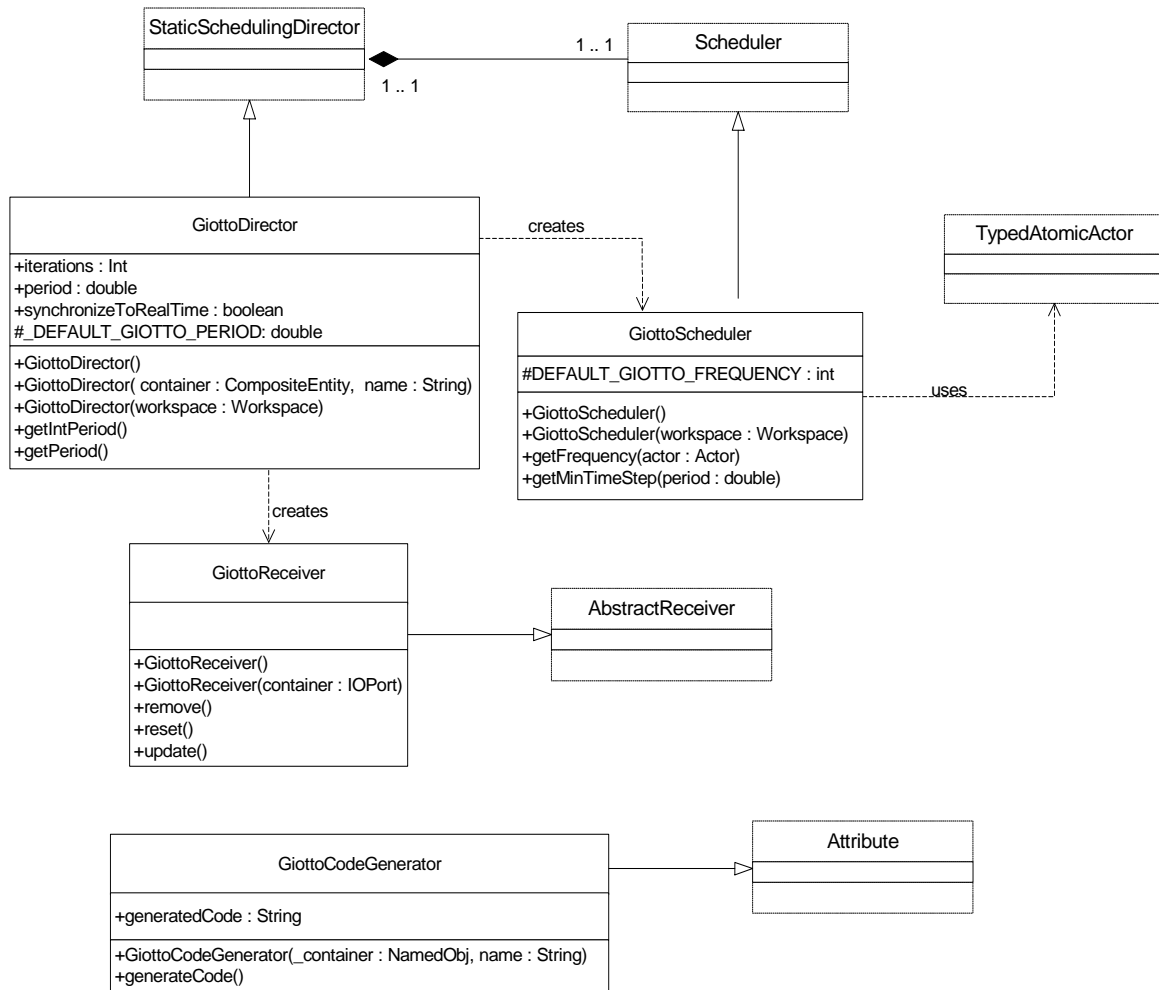 StaticSchedulingDirector
1 .. 1
1 .. 1
Scheduler
GiottoDirector
+iterations : Int
+period : double
+synchronizeToRealTime : boolean
#_DEFAULT_GIOTTO_PERIOD: double
+GiottoDirector()
+GiottoDirector( container : CompositeEntity,  name : String)
+GiottoDirector(workspace : Workspace)
+getIntPeriod()
+getPeriod()
creates
TypedAtomicActor
GiottoScheduler
#DEFAULT_GIOTTO_FREQUENCY : int
+GiottoScheduler()
+GiottoScheduler(workspace : Workspace)
+getFrequency(actor : Actor)
+getMinTimeStep(period : double)
uses
creates
GiottoReceiver
+GiottoReceiver()
+GiottoReceiver(container : IOPort)
+remove()
+reset()
+update()
AbstractReceiver
GiottoCodeGenerator
+generatedCode : String
+GiottoCodeGenerator(_container : NamedObj, name : String)
+generateCode()
Attribute